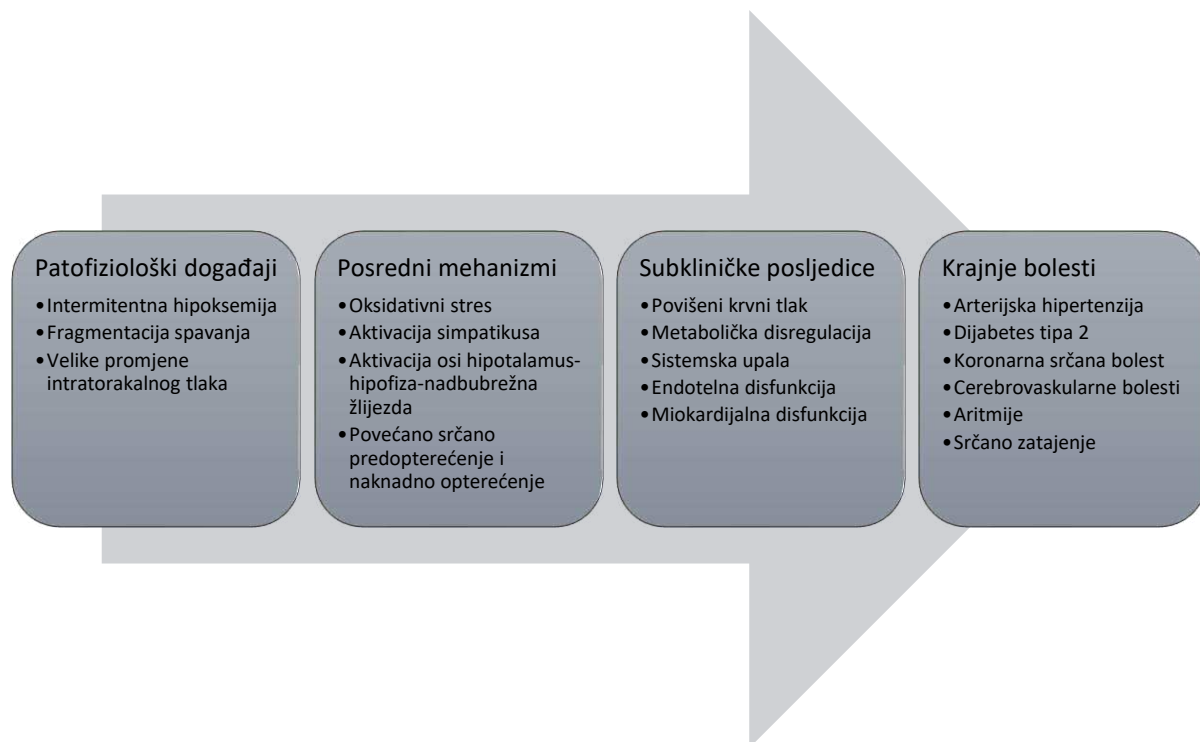 Patofiziološki događaji
•Intermitentna hipoksemija
•Fragmentacija spavanja
•Velike promjene
intratorakalnog tlaka
Posredni mehanizmi
•Oksidativni stres
•Aktivacija simpatikusa
•Aktivacija osi hipotalamus-
hipofiza-nadbubrežna
žlijezda
•Povećano srčano
predopterećenje i
naknadno opterećenje
Subkliničke posljedice
•Povišeni krvni tlak
•Metabolička disregulacija
•Sistemska upala
•Endotelna disfunkcija
•Miokardijalna disfunkcija
Krajnje bolesti
•Arterijska hipertenzija
•Dijabetes tipa 2
•Koronarna srčana bolest
•Cerebrovaskularne bolesti
•Aritmije
•Srčano zatajenje